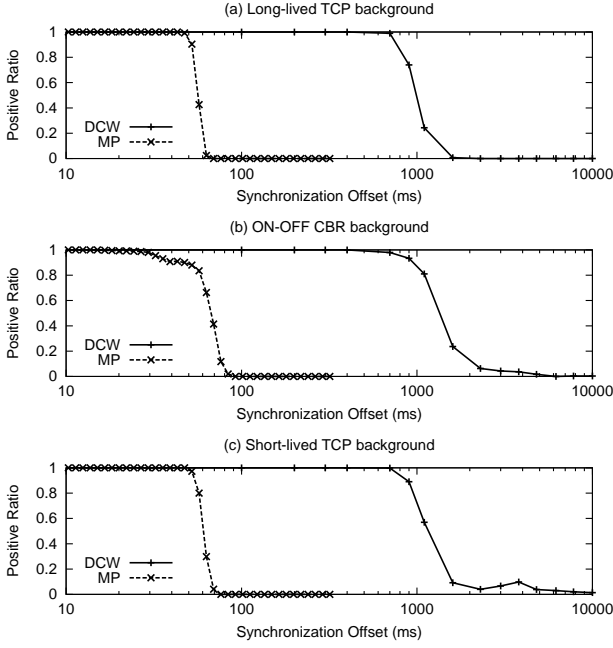 (a) Long-lived TCP background
Positive Ratio
1
0.8
0.6
0.4
0.2
0
DCW
MP
10 100 1000 10000
Synchronization Offset (ms)
(b) ON-OFF CBR background
Positive Ratio
1
0.8
0.6
0.4
0.2
0
DCW
MP
10 100 1000 10000
Synchronization Offset (ms)
(c) Short-lived TCP background
Positive Ratio
1
0.8
0.6
0.4
0.2
0
DCW
MP
10 100 1000 10000
Synchronization Offset (ms)